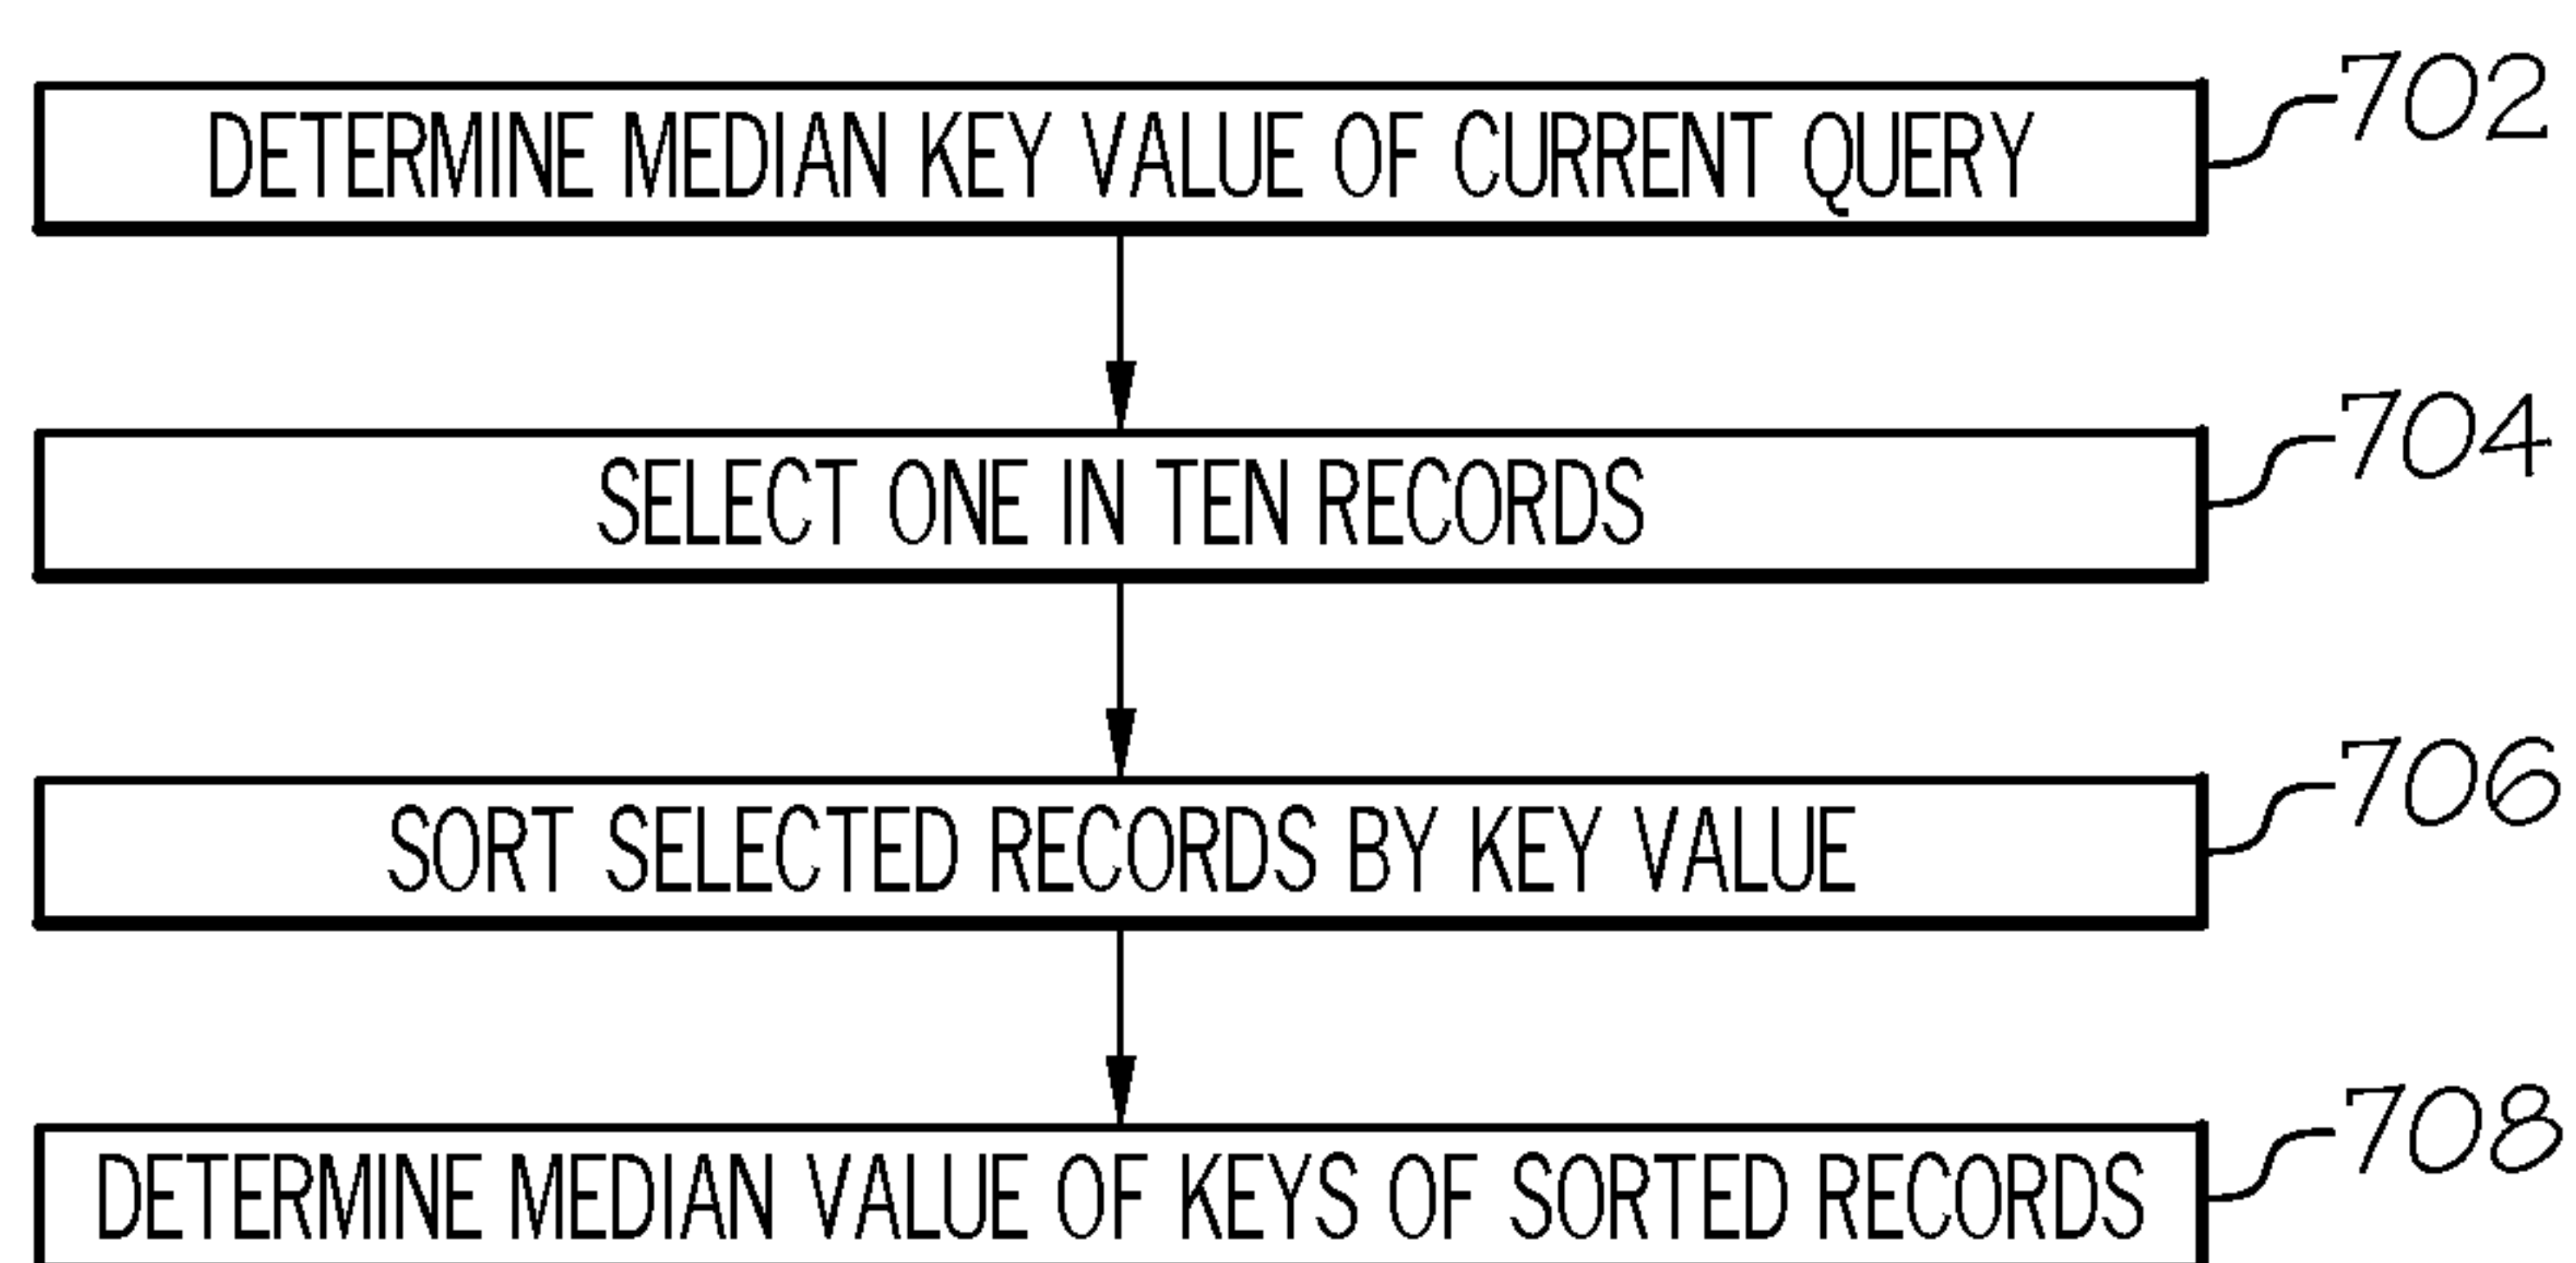 DETERMINE MEDIAN KEY VALUE OF CURRENT QUERY
702
SELECT ONE IN TEN RECORDS
704
SORT SELECTED RECORDS BY KEY VALUE
706
DETERMINE MEDIAN VALUE OF KEYS OF SORTED RECORDS
708